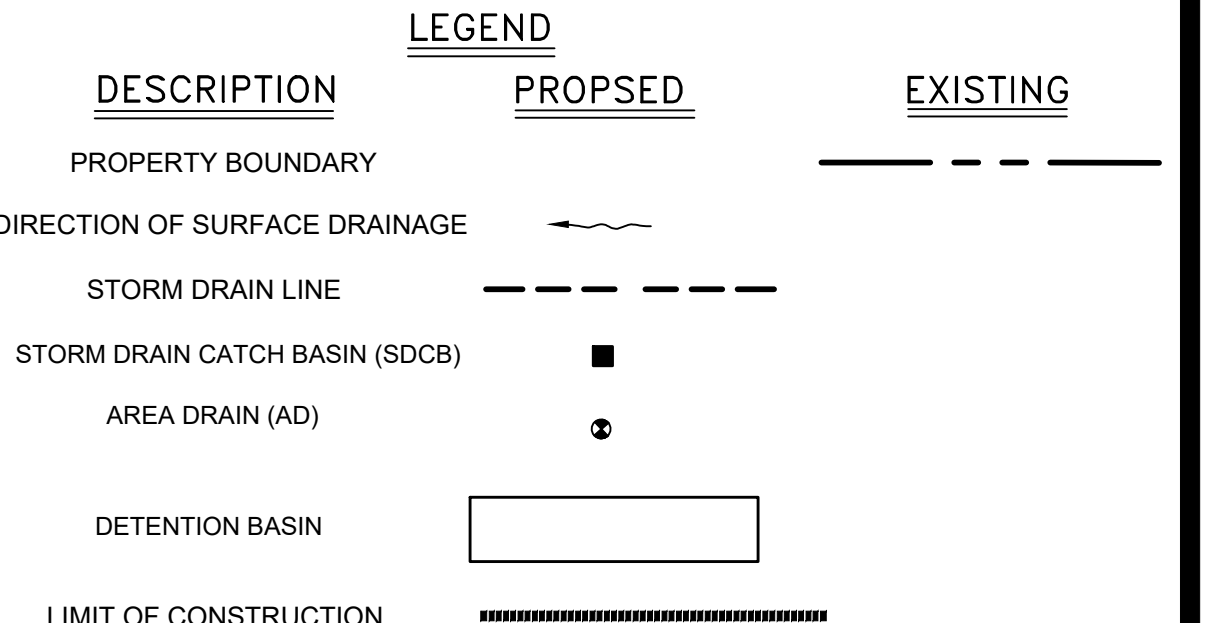 LEGEND
DESCRIPTION PROPSED EXISTING
PROPERTY BOUNDARY
DIRECTION OF SURFACE DRAINAGE
STORM DRAIN LINE
STORM DRAIN CATCH BASIN (SDCB)
AREA DRAIN (AD)
DETENTION BASIN
LIMIT OF CONSTRUCTION